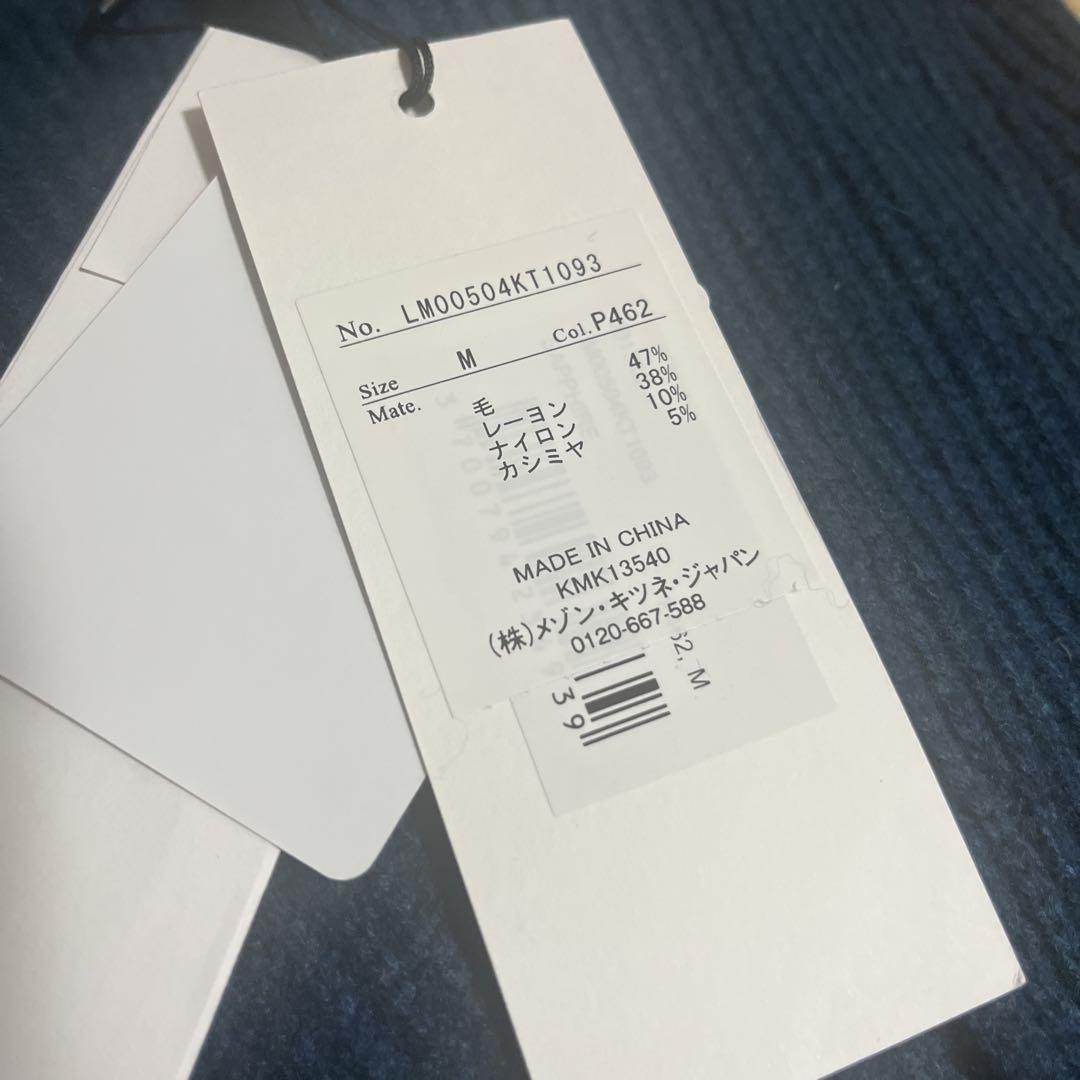 No. LM00504KT1093
Size M Col. P462
Mate. 毛 47%
レーヨン 38%
ナイロン 10%
カシミヤ 5%
MADE IN CHINA
KMK13540
(株)メゾン・キツネ・ジャパン
0120-667-588
39
62, M